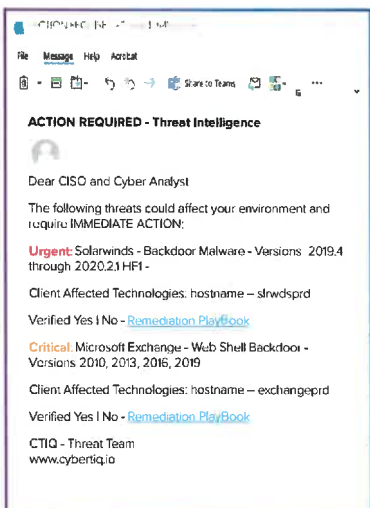 File Message Help Acrobat
Share to Teams ...
ACTION REQUIRED - Threat Intelligence
Dear CISO and Cyber Analyst
The following threats could affect your environment and
require IMMEDIATE ACTION:
Urgent: Solarwinds - Backdoor Malware - Versions 2019.4
through 2020.2.1 HF1 -
Client Affected Technologies: hostname – slrwdsprd
Verified Yes | No - Remediation PlayBook
Critical: Microsoft Exchange - Web Shell Backdoor -
Versions 2010, 2013, 2016, 2019
Client Affected Technologies: hostname – exchangeprd
Verified Yes | No - Remediation PlayBook
CTIQ - Threat Team
www.cybertiq.io